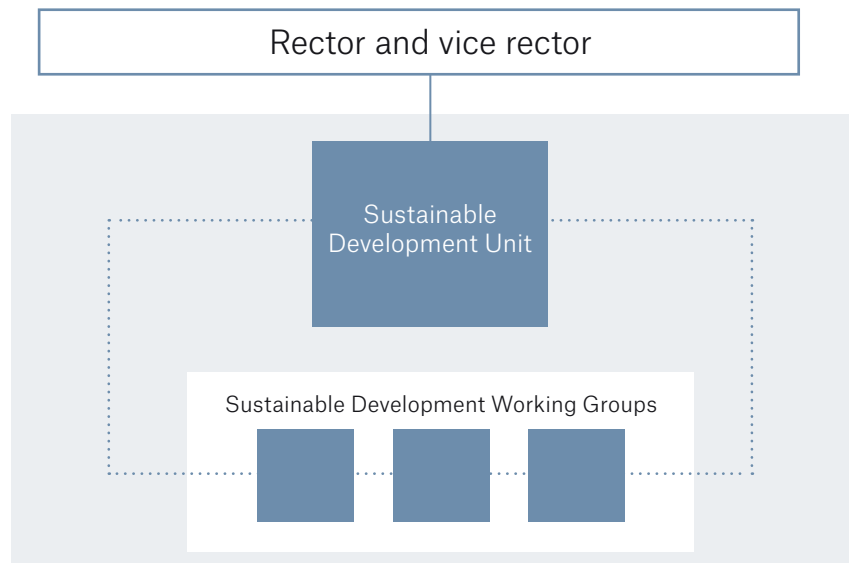 Rector and vice rector
Sustainable
Development Unit
Sustainable Development Working Groups